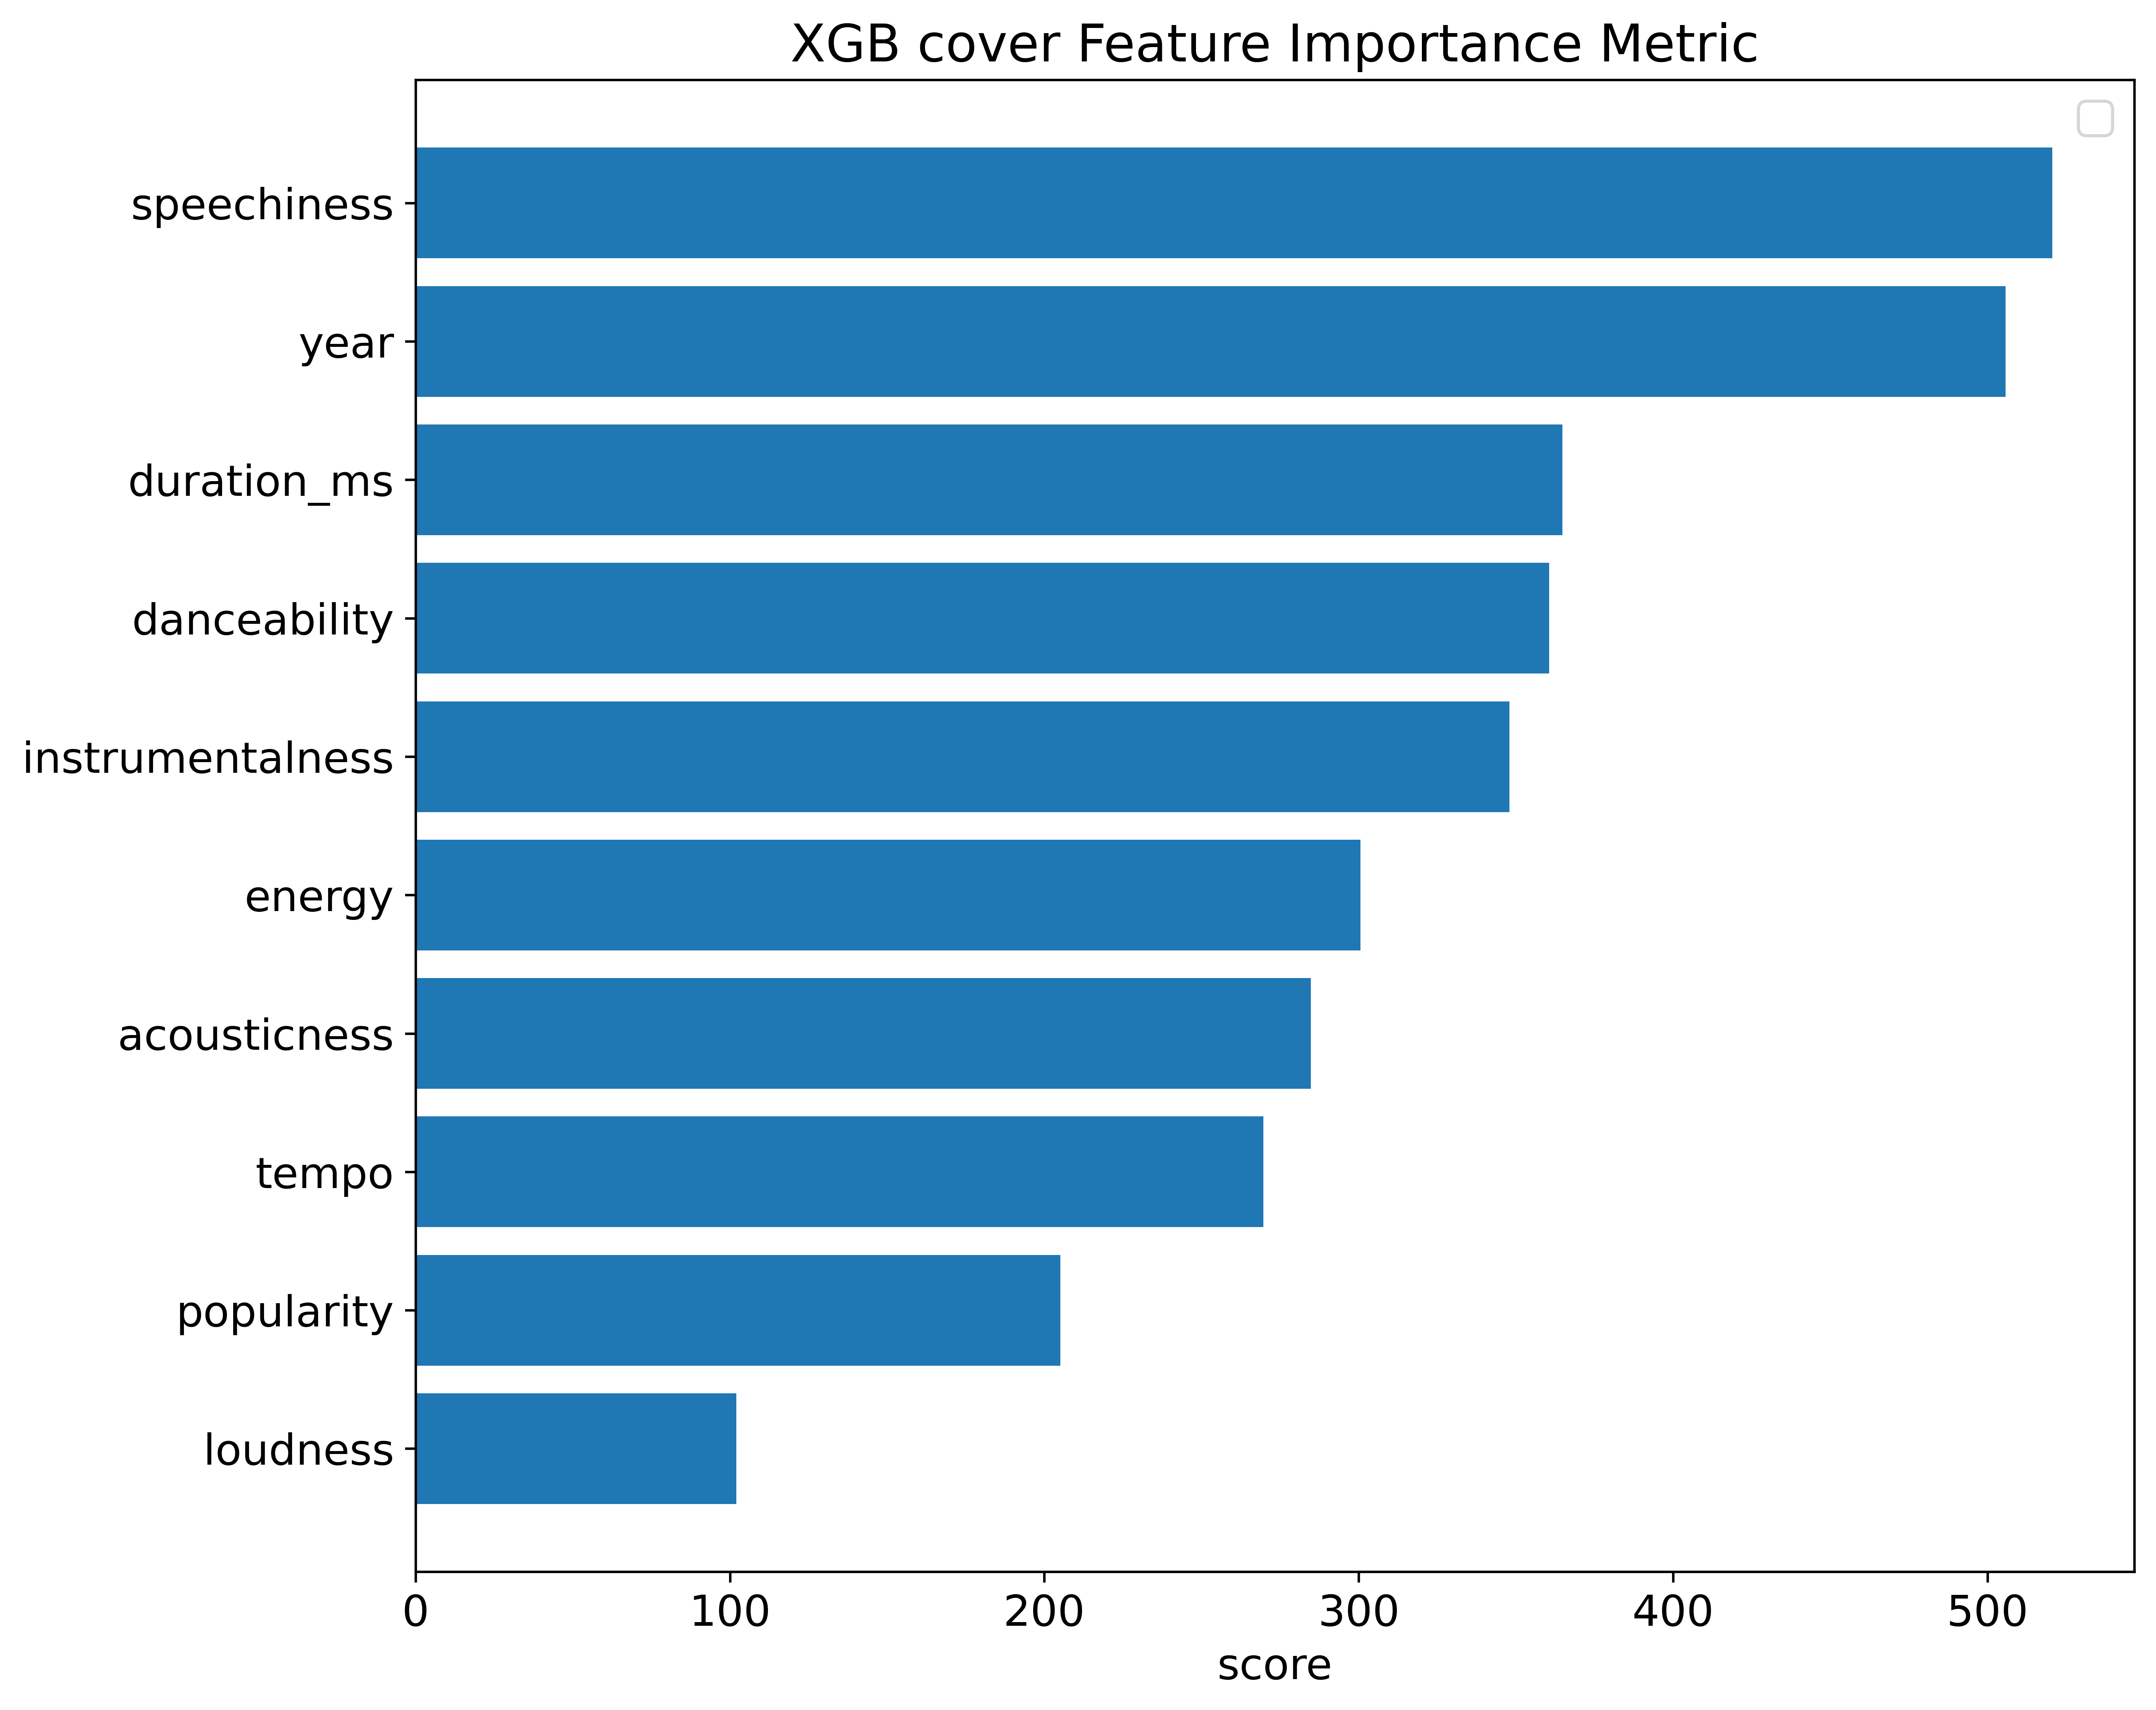 XGB cover Feature Importance Metric
speechiness
year
duration_ms
danceability
instrumentalness
energy
acousticness
tempo
popularity
loudness
0 100 200 300 400 500
score